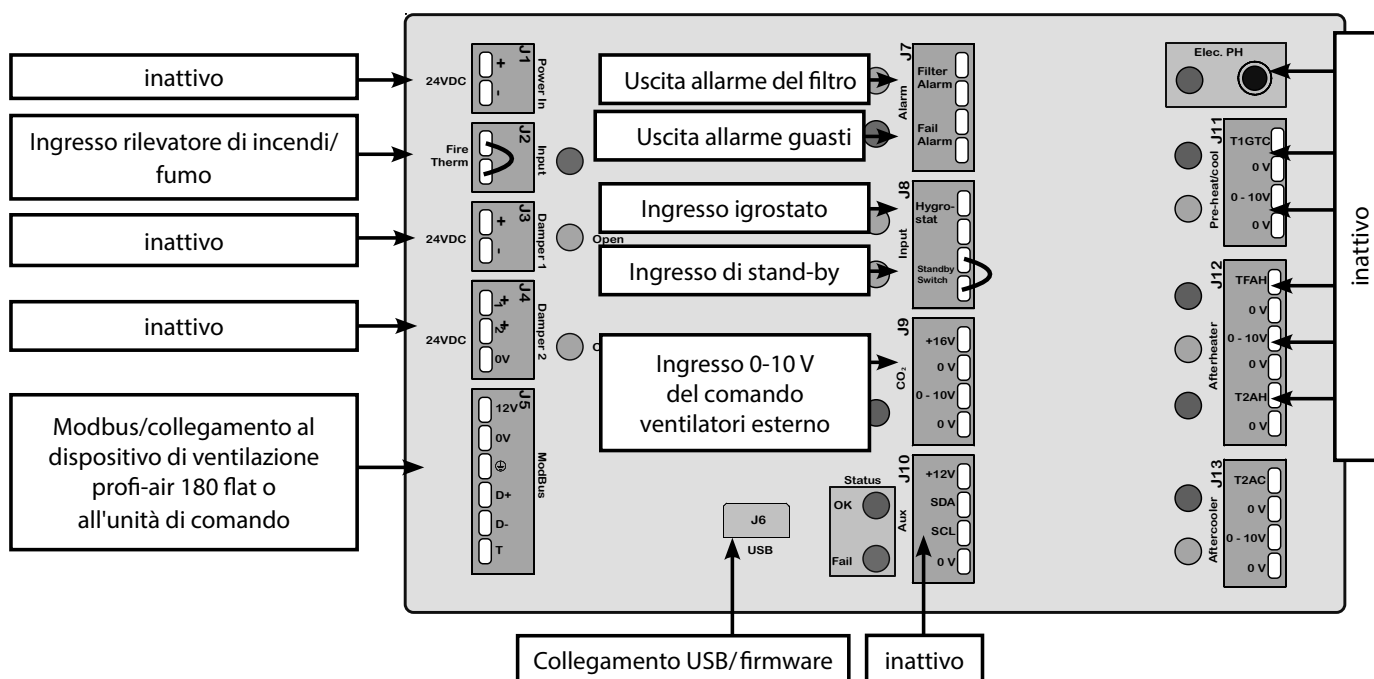 inattivo
24VDC
+
-
J1
Power In
Ingresso rilevatore di incendi/
fumo
Fire
Therm
J2
Input
inattivo
24VDC
+
-
J3
Damper 1
Open
inattivo
24VDC
1 +
2 +
0V
J4
Damper 2
Modbus/collegamento al
dispositivo di ventilazione
profi-air 180 flat o
all'unità di comando
J5
12V
0V
D+
D-
T
ModBus
Uscita allarme del filtro
Uscita allarme guasti
J7
Alarm
Filter
Alarm
Fail
Alarm
Ingresso igrostato
Ingresso di stand-by
J8
Input
Hygro-
stat
Standby
Switch
Ingresso 0-10 V
del comando
ventilatori esterno
J9
CO₂
+16V
0 V
0 - 10V
0 V
J10
Aux
+12V
SDA
SCL
0 V
Status
OK
Fail
J6
USB
Collegamento USB/firmware
inattivo
Elec. PH
J11
Pre-heat/cool
T1GTC
0 V
0 - 10V
0 V
J12
Afterheater
TFAH
0 V
0 - 10V
0 V
T2AH
0 V
J13
Aftercooler
T2AC
0 V
0 - 10V
0 V
inattivo